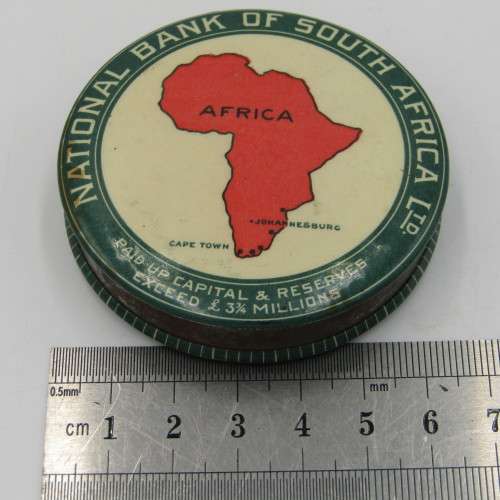 NATIONAL BANK OF SOUTH AFRICA LTD.
AFRICA
JOHANNESBURG
CAPE TOWN
PAID UP CAPITAL & RESERVES
EXCEED £ 3¾ MILLIONS
0.5mm mm
cm 1 2 3 4 5 6 7